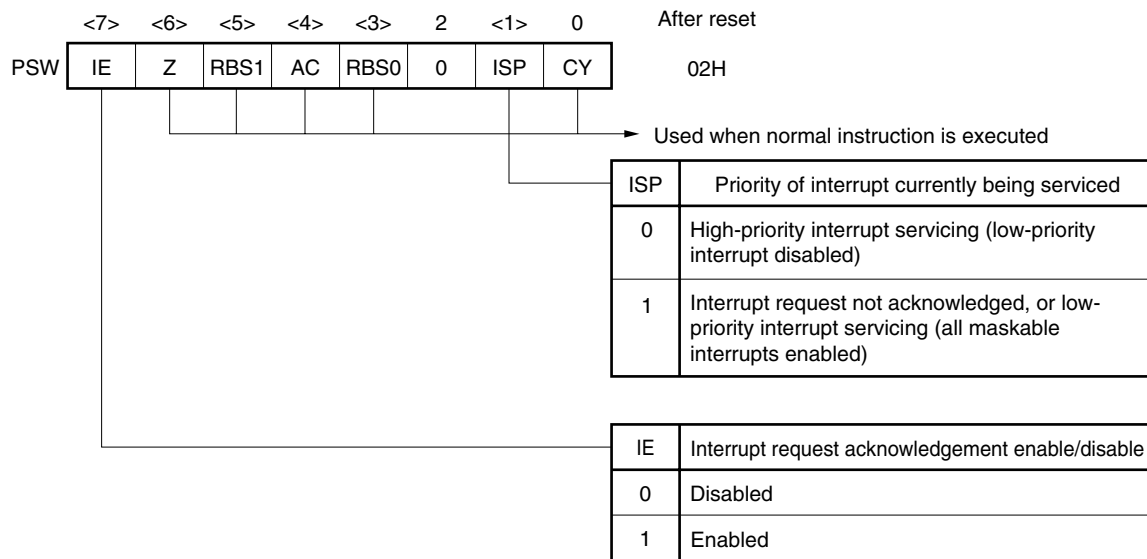 <7> <6> <5> <4> <3> 2 <1> 0 After reset
PSW IE Z RBS1 AC RBS0 0 ISP CY 02H
Used when normal instruction is executed
ISP Priority of interrupt currently being serviced
0 High-priority interrupt servicing (low-priority
interrupt disabled)
1 Interrupt request not acknowledged, or low-
priority interrupt servicing (all maskable
interrupts enabled)
IE Interrupt request acknowledgement enable/disable
0 Disabled
1 Enabled